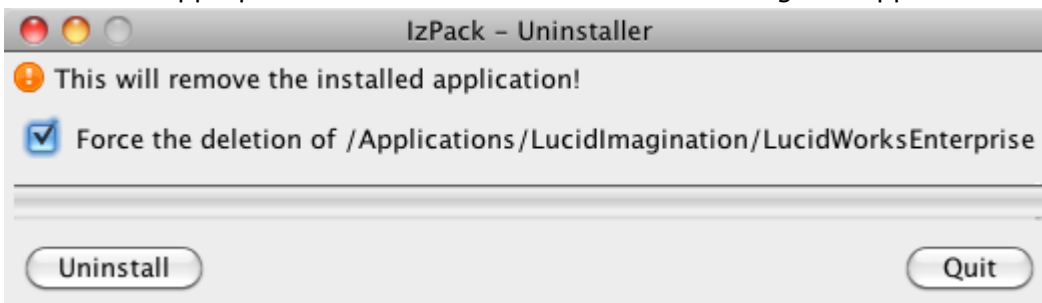 IzPack – Uninstaller
This will remove the installed application!
Force the deletion of /Applications/LucidImagination/LucidWorksEnterprise
Uninstall
Quit